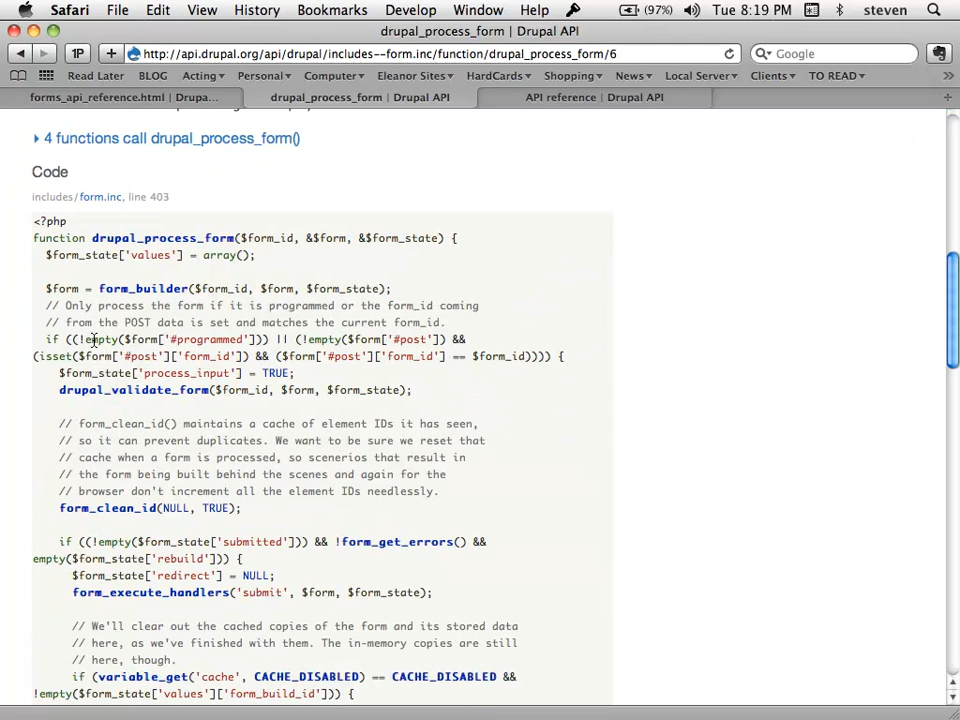 Safari File Edit View History Bookmarks Develop Window Help (97%) Tue 8:19 PM steven
drupal_process_form | Drupal API
1P + http://api.drupal.org/api/drupal/includes--form.inc/function/drupal_process_form/6 Google
Read Later BLOG Acting Personal Computer Eleanor Sites HardCards Shopping News Local Server Clients TO READ
forms_api_reference.html | Drupa... drupal_process_form | Drupal API API reference | Drupal API
4 functions call drupal_process_form()
Code
includes/form.inc, line 403
<?php
function drupal_process_form($form_id, &$form, &$form_state) {
$form_state['values'] = array();
$form = form_builder($form_id, $form, $form_state);
// Only process the form if it is programmed or the form_id coming
// from the POST data is set and matches the current form_id.
if ((!empty($form['#programmed'])) || (!empty($form['#post']) &&
(isset($form['#post']['form_id']) && ($form['#post']['form_id'] == $form_id)))) {
$form_state['process_input'] = TRUE;
drupal_validate_form($form_id, $form, $form_state);
// form_clean_id() maintains a cache of element IDs it has seen,
// so it can prevent duplicates. We want to be sure we reset that
// cache when a form is processed, so scenerios that result in
// the form being built behind the scenes and again for the
// browser don't increment all the element IDs needlessly.
form_clean_id(NULL, TRUE);
if ((!empty($form_state['submitted'])) && !form_get_errors() &&
empty($form_state['rebuild'])) {
$form_state['redirect'] = NULL;
form_execute_handlers('submit', $form, $form_state);
// We'll clear out the cached copies of the form and its stored data
// here, as we've finished with them. The in-memory copies are still
// here, though.
if (variable_get('cache', CACHE_DISABLED) == CACHE_DISABLED &&
!empty($form_state['values']['form_build_id'])) {